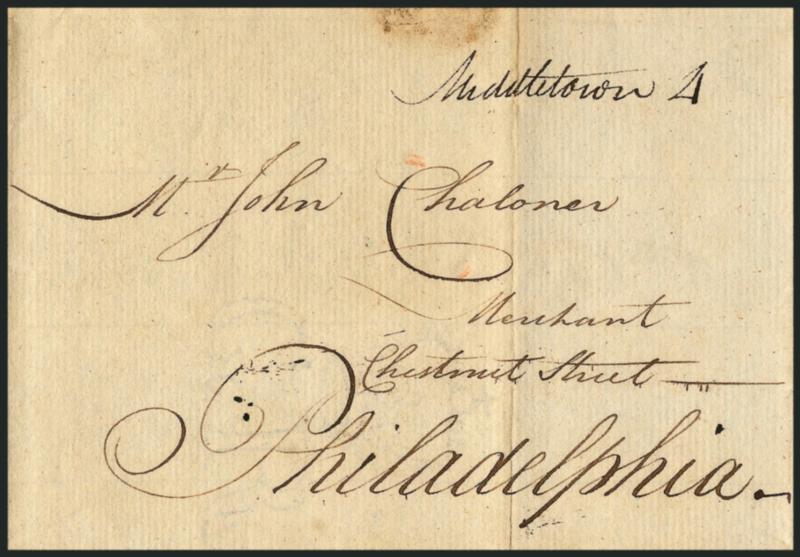 Middletown 4
Mr John Chaloner
Merchant
Chestnut Street
Philadelphia.